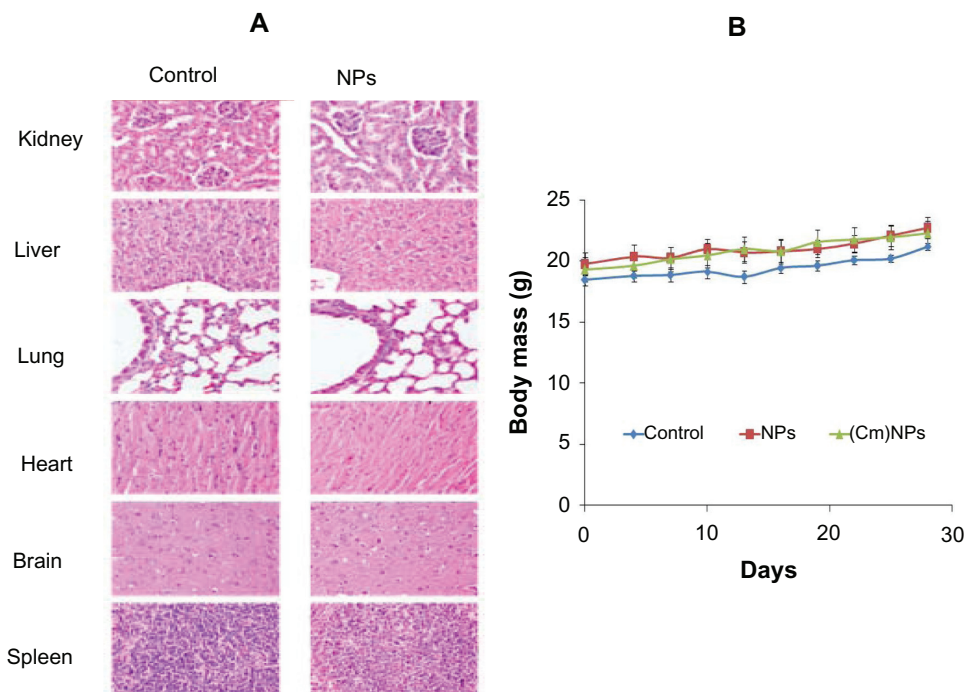 A
Control NPs
Kidney
Liver
Lung
Heart
Brain
Spleen
B
25
20
15
10
5
0
Body mass (g)
Control NPs (Cm)NPs
0 10 20 30
Days